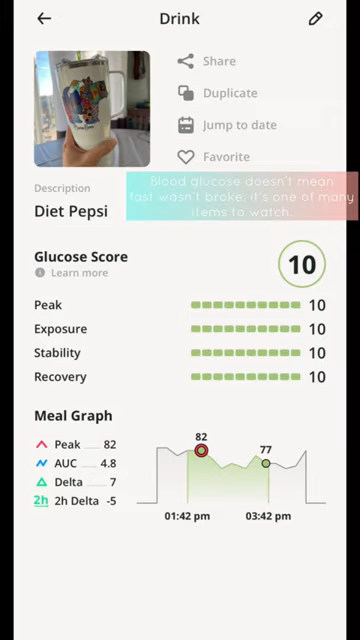 Drink
Share
Duplicate
Jump to date
Favorite
Description
Diet Pepsi
Blood glucose doesn't mean
fast wasn't broke, it's one of many
items to watch.
Glucose Score
Learn more
10
Peak 10
Exposure 10
Stability 10
Recovery 10
Meal Graph
Peak 82
AUC 4.8
Delta 7
2h 2h Delta -5
82
77
01:42 pm 03:42 pm